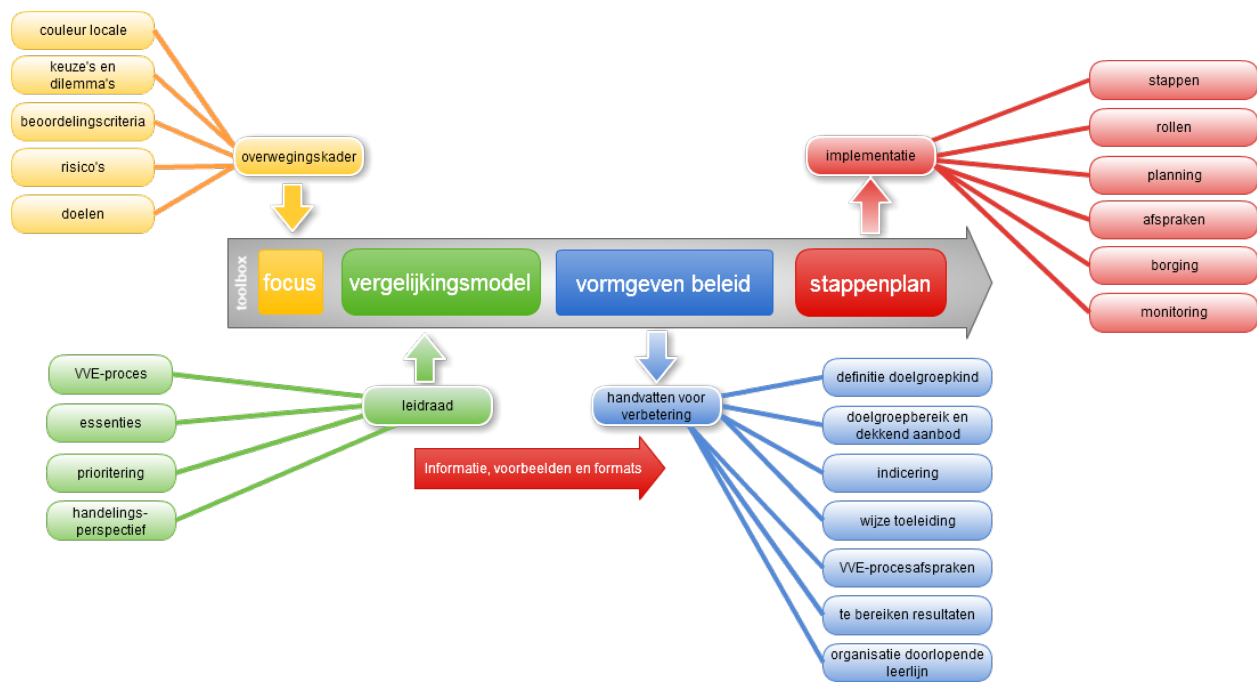 couleur locale
keuze's en
dilemma's
beoordelingscriteria
risico's
doelen
overwegingskader
implementatie
stappen
rollen
planning
afspraken
borging
monitoring
toolbox
focus
vergelijkingsmodel
vormgeven beleid
stappenplan
VVE-proces
essenties
prioritering
handelings-
perspectief
leidraad
Informatie, voorbeelden en formats
handvatten voor
verbetering
definitie doelgroepkind
doelgroepbereik en
dekkend aanbod
indicering
wijze toeleiding
VVE-procesafspraken
te bereiken resultaten
organisatie doorlopende
leerlijn